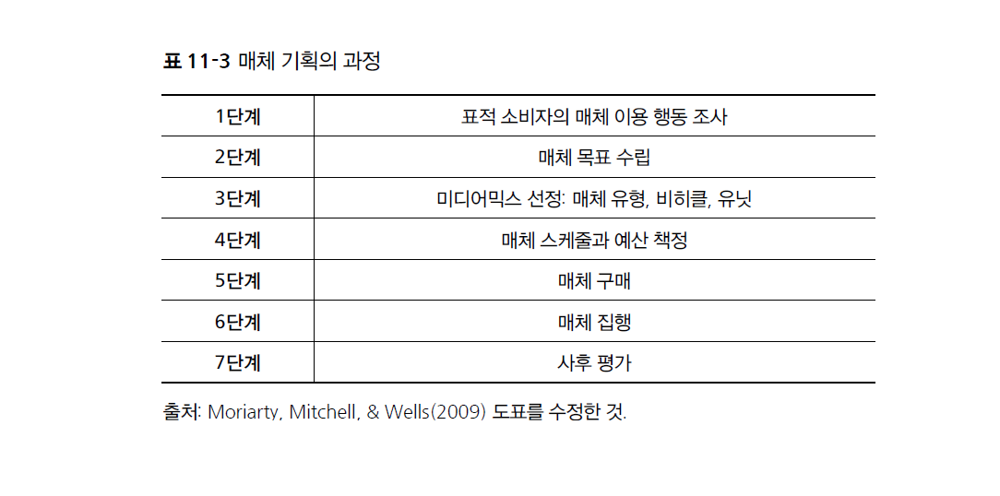 표 11-3 매체 기획의 과정
1단계 표적 소비자의 매체 이용 행동 조사
2단계 매체 목표 수립
3단계 미디어믹스 선정: 매체 유형, 비히클, 유닛
4단계 매체 스케줄과 예산 책정
5단계 매체 구매
6단계 매체 집행
7단계 사후 평가
출처: Moriarty, Mitchell, & Wells(2009) 도표를 수정한 것.